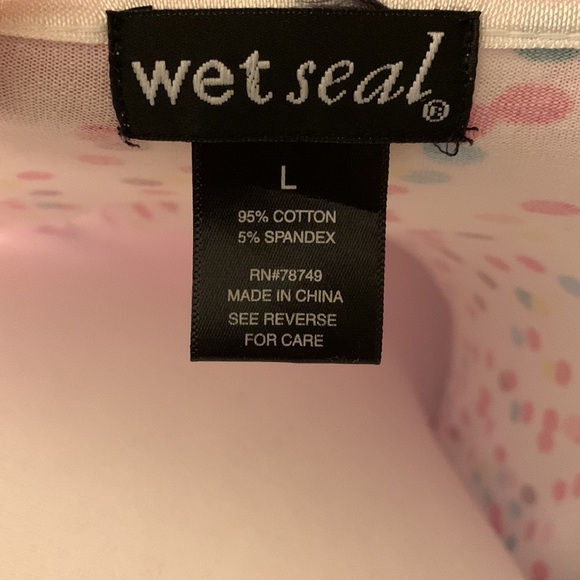 wet seal®
L
95% COTTON
5% SPANDEX
RN#78749
MADE IN CHINA
SEE REVERSE
FOR CARE